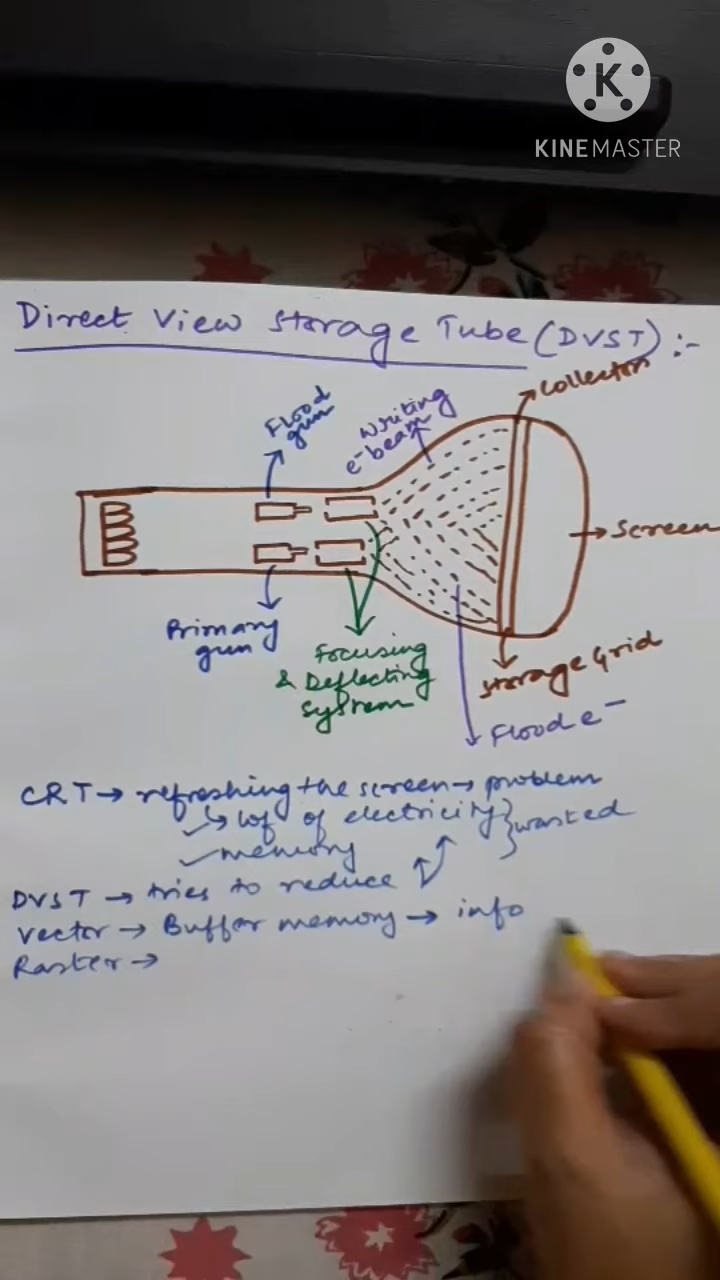 K
KINEMASTER
Direct View Storage Tube (DVST) :-
Collector
Flood
gun
Writing
e⁻beam
Screen
Primary
gun
Focusing
& Deflecting
System
Storage Grid
Flood e⁻
CRT → refreshing the screen → problem
✓ ↳ lot of electricity } wasted
✓ memory
DVST → tries to reduce
Vector → Buffer memory → info
Raster →